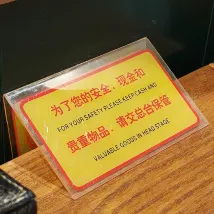 为了您的安全、现金和
FOR YOUR SAFETY PLEASE KEEP CASH AND
贵重物品，请交总台保管
VALUABLE GOODS IN HEAD STAGE